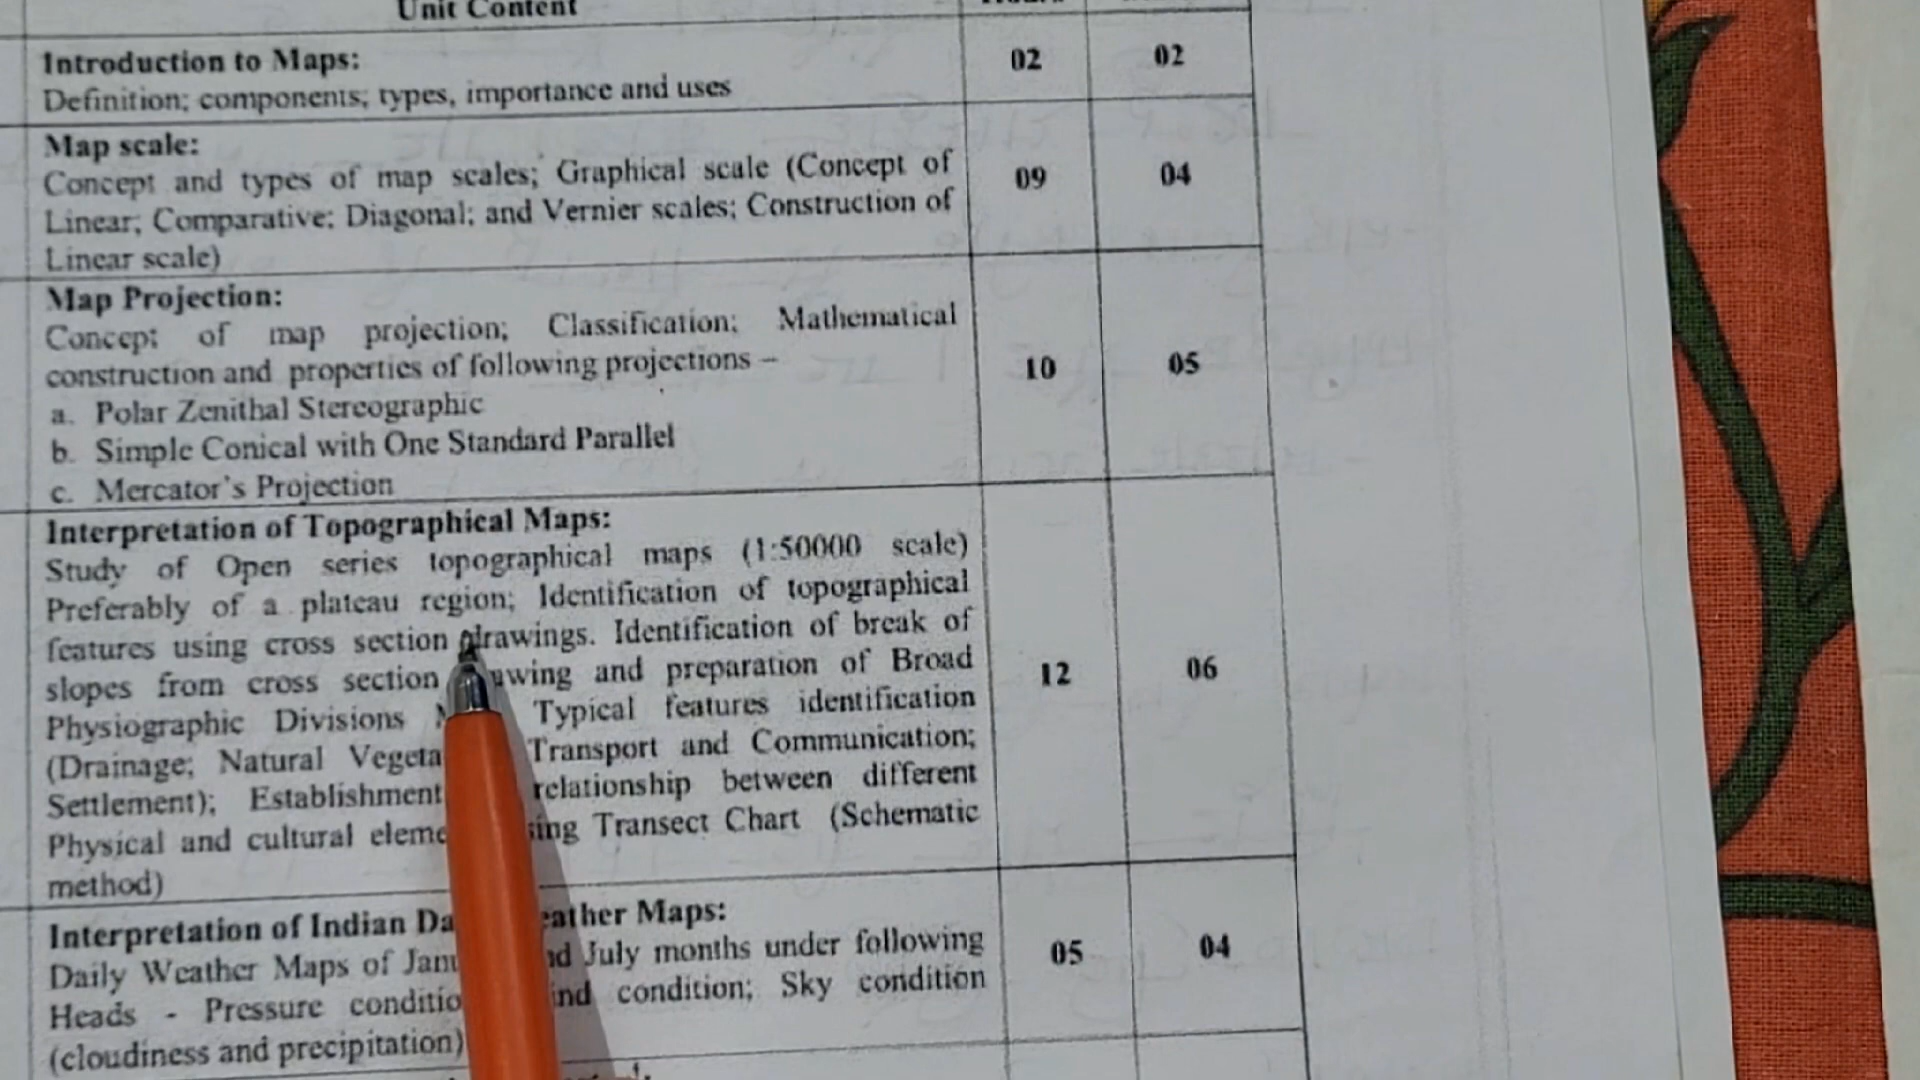 Unit Content
Introduction to Maps:
Definition; components; types, importance and uses
02
02
Map scale:
Concept and types of map scales; Graphical scale (Concept of
Linear; Comparative; Diagonal; and Vernier scales; Construction of
Linear scale)
09
04
Map Projection:
Concept of map projection; Classification; Mathematical
construction and properties of following projections –
a. Polar Zenithal Stereographic
b. Simple Conical with One Standard Parallel
c. Mercator's Projection
10
05
Interpretation of Topographical Maps:
Study of Open series topographical maps (1:50000 scale)
Preferably of a plateau region; Identification of topographical
features using cross section drawings. Identification of break of
slopes from cross section and preparation of Broad
Physiographic Divisions Typical features identification
(Drainage; Natural Transport and Communication;
Settlement); Establishment relationship between different
Physical and cultural Transect Chart (Schematic
method)
12
06
Interpretation of Indian Maps:
Daily Weather Maps of July months under following
Heads - Pressure condition; Sky condition
(cloudiness and precipitation)
05
04